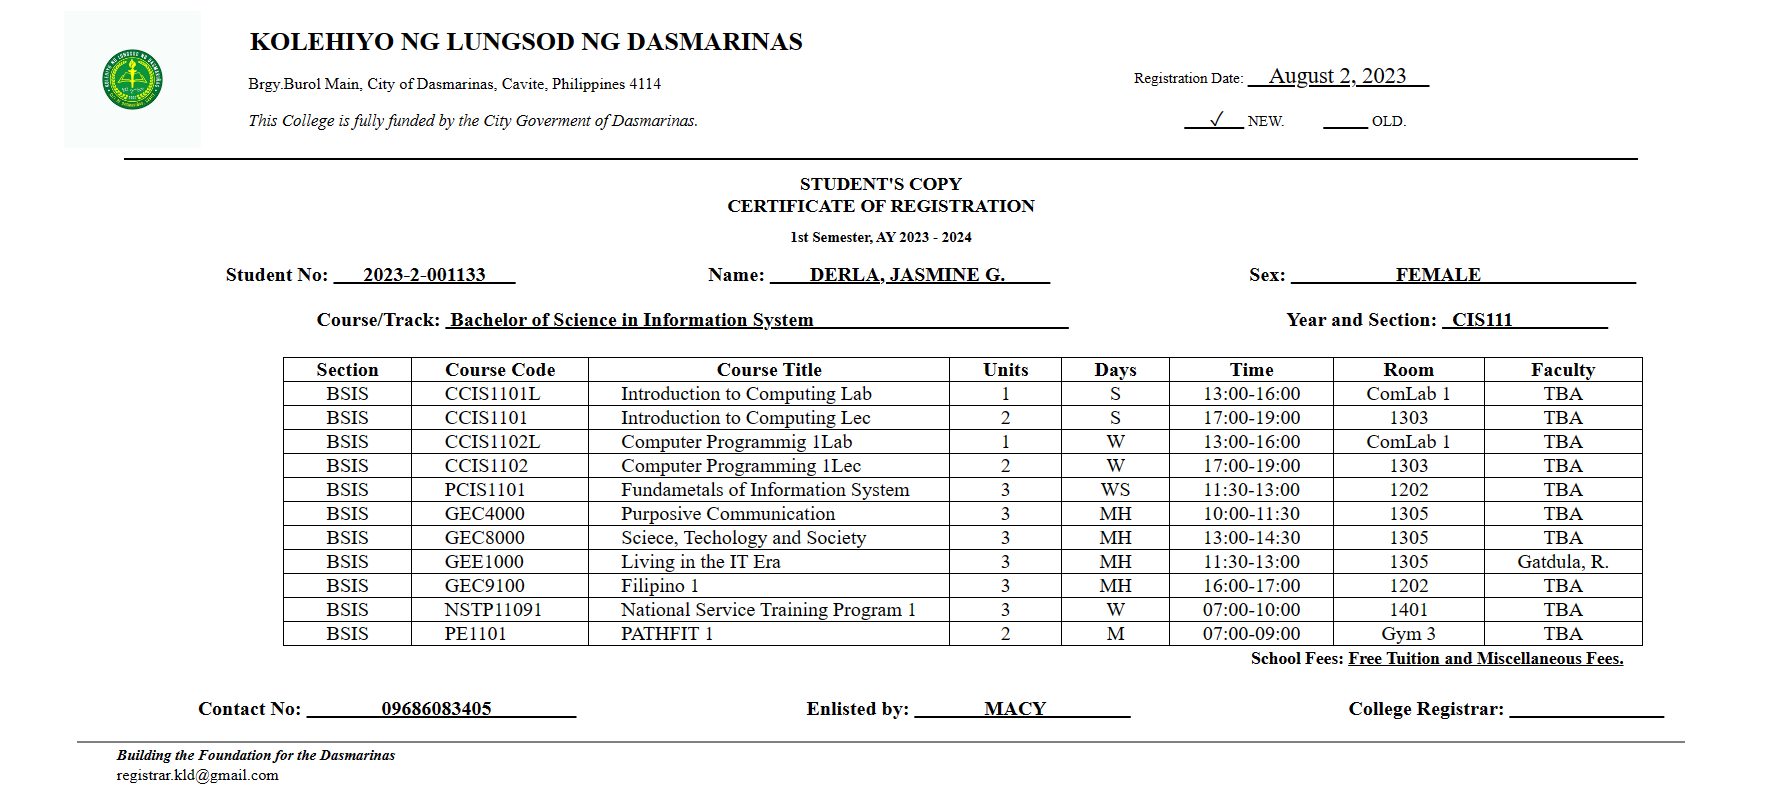 KOLEHIYO NG LUNGSOD NG DASMARINAS
Brgy.Burol Main, City of Dasmarinas, Cavite, Philippines 4114
This College is fully funded by the City Goverment of Dasmarinas.
Registration Date: August 2, 2023
✓ NEW. OLD.
STUDENT'S COPY
CERTIFICATE OF REGISTRATION
1st Semester, AY 2023 - 2024
Student No: 2023-2-001133 Name: DERLA, JASMINE G. Sex: FEMALE
Course/Track: Bachelor of Science in Information System Year and Section: CIS111
Section Course Code Course Title Units Days Time Room Faculty
BSIS CCIS1101L Introduction to Computing Lab 1 S 13:00-16:00 ComLab 1 TBA
BSIS CCIS1101 Introduction to Computing Lec 2 S 17:00-19:00 1303 TBA
BSIS CCIS1102L Computer Programmig 1Lab 1 W 13:00-16:00 ComLab 1 TBA
BSIS CCIS1102 Computer Programming 1Lec 2 W 17:00-19:00 1303 TBA
BSIS PCIS1101 Fundametals of Information System 3 WS 11:30-13:00 1202 TBA
BSIS GEC4000 Purposive Communication 3 MH 10:00-11:30 1305 TBA
BSIS GEC8000 Sciece, Techology and Society 3 MH 13:00-14:30 1305 TBA
BSIS GEE1000 Living in the IT Era 3 MH 11:30-13:00 1305 Gatdula, R.
BSIS GEC9100 Filipino 1 3 MH 16:00-17:00 1202 TBA
BSIS NSTP11091 National Service Training Program 1 3 W 07:00-10:00 1401 TBA
BSIS PE1101 PATHFIT 1 2 M 07:00-09:00 Gym 3 TBA
School Fees: Free Tuition and Miscellaneous Fees.
Contact No: 09686083405 Enlisted by: MACY College Registrar:
Building the Foundation for the Dasmarinas
registrar.kld@gmail.com